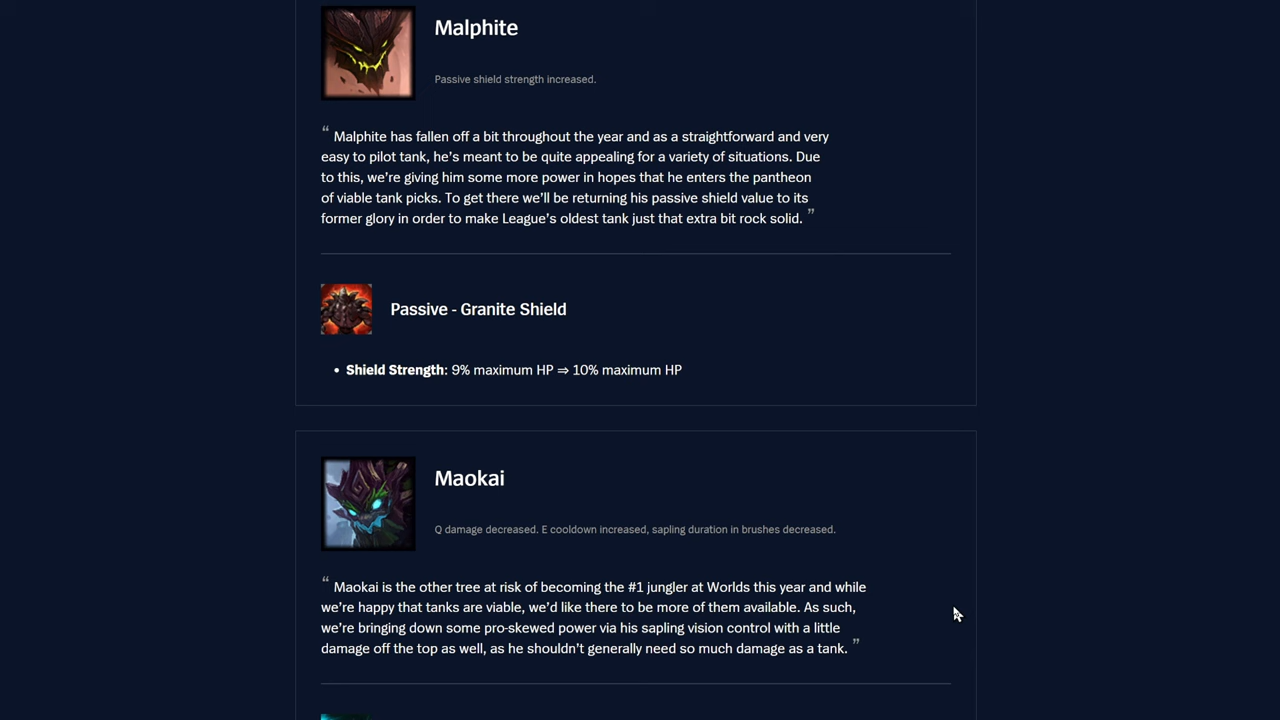 Malphite
Passive shield strength increased.
“ Malphite has fallen off a bit throughout the year and as a straightforward and very
easy to pilot tank, he’s meant to be quite appealing for a variety of situations. Due
to this, we’re giving him some more power in hopes that he enters the pantheon
of viable tank picks. To get there we’ll be returning his passive shield value to its
former glory in order to make League’s oldest tank just that extra bit rock solid. ”
Passive - Granite Shield
• Shield Strength: 9% maximum HP ⇒ 10% maximum HP
Maokai
Q damage decreased. E cooldown increased, sapling duration in brushes decreased.
“ Maokai is the other tree at risk of becoming the #1 jungler at Worlds this year and while
we’re happy that tanks are viable, we’d like there to be more of them available. As such,
we’re bringing down some pro-skewed power via his sapling vision control with a little
damage off the top as well, as he shouldn’t generally need so much damage as a tank. ”